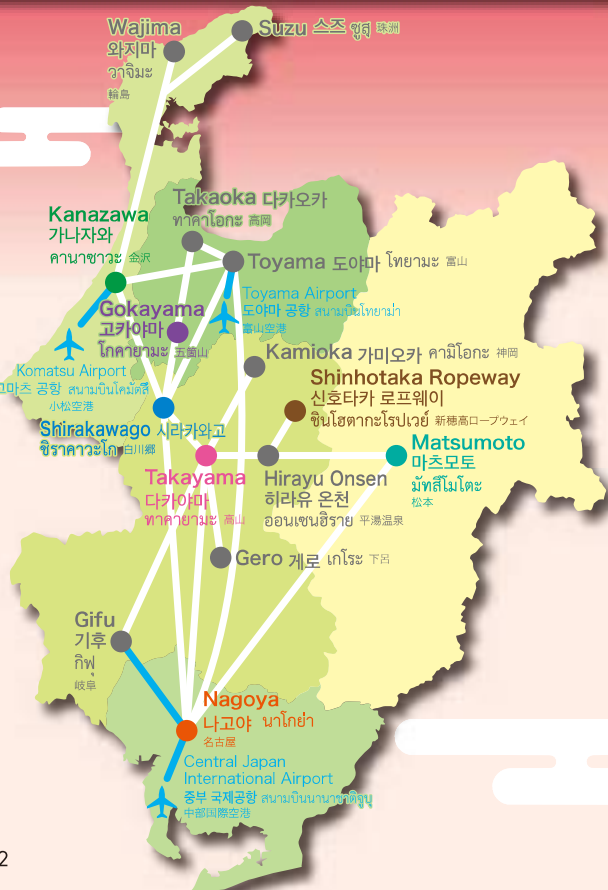 Wajima
와지마
วาจิมะ
輪島
Suzu 스즈 ซูสุ 珠洲
Takaoka 다카오카
ทาคาโอกะ 高岡
Kanazawa
가나자와
คานาซาวะ 金沢
Toyama 도야마 โทยามะ 富山
Toyama Airport
도야마 공항 สนามบินโทยาม่า
富山空港
Gokayama
고카야마
โกคายามะ 五箇山
Komatsu Airport
고마츠 공항 สนามบินโคมัตสึ
小松空港
Kamioka 가미오카 คามิโอกะ 神岡
Shinhotaka Ropeway
신호타카 로프웨이
ชินโฮตากะโรปเวย์ 新穂高ロープウェイ
Shirakawago 시라카와고
ชิราคาวะโก 白川郷
Matsumoto
마츠모토
มัทสึโมโตะ
松本
Takayama
다카야마
ทาคายามะ 高山
Hirayu Onsen
히라유 온천
ออนเซนฮิรายุ 平湯温泉
Gero 게로 เกโระ 下呂
Gifu
기후
กิฟุ
岐阜
Nagoya
나고야 นาโกย่า
名古屋
Central Japan
International Airport
중부 국제공항 สนามบินนานาชาติจูบุ
中部国際空港
2